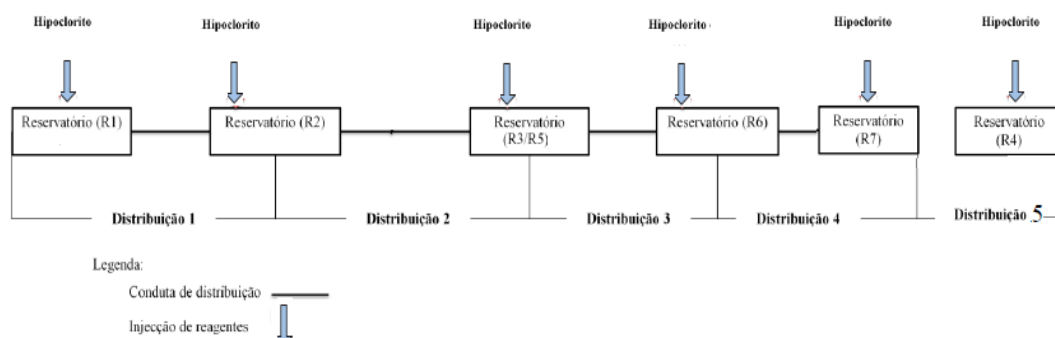 Hipoclorito
Hipoclorito
Hipoclorito
Hipoclorito
Hipoclorito
Hipoclorito
Reservatório (R1)
Reservatório (R2)
Reservatório
(R3/R5)
Reservatório (R6)
Reservatório
(R7)
Reservatório
(R4)
Distribuição 1
Distribuição 2
Distribuição 3
Distribuição 4
Distribuição 5
Legenda:
Conduta de distribuição
Injecção de reagentes